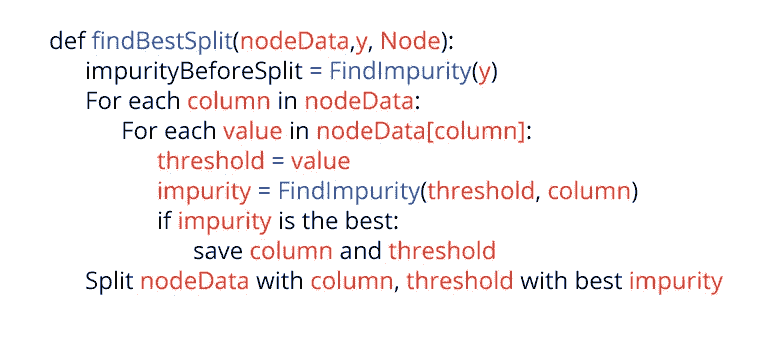 def findBestSplit(nodeData,y, Node):
impurityBeforeSplit = FindImpurity(y)
For each column in nodeData:
For each value in nodeData[column]:
threshold = value
impurity = FindImpurity(threshold, column)
if impurity is the best:
save column and threshold
Split nodeData with column, threshold with best impurity